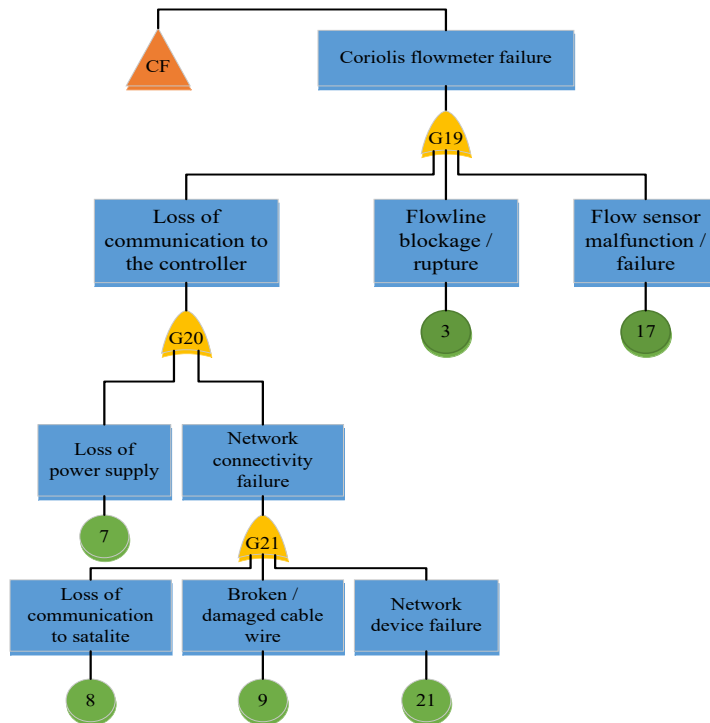 CF
Coriolis flowmeter failure
G19
Loss of
communication to
the controller
Flowline
blockage /
rupture
Flow sensor
malfunction /
failure
3
17
G20
Loss of
power supply
Network
connectivity
failure
7
G21
Loss of
communication
to satalite
Broken /
damaged cable
wire
Network
device failure
8
9
21